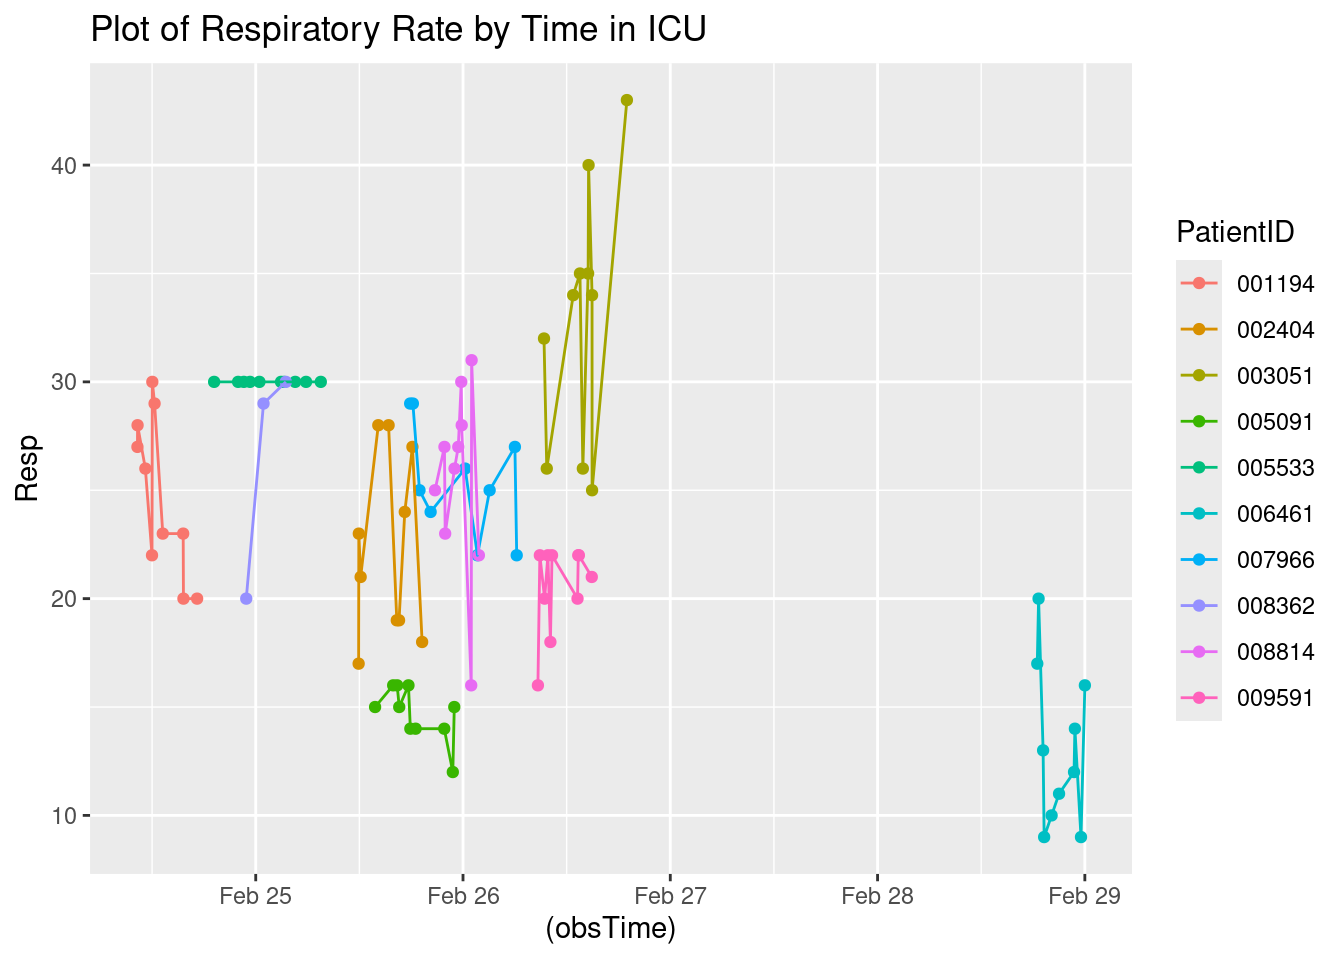 Plot of Respiratory Rate by Time in ICU
Resp
40
30
20
10
Feb 25
Feb 26
Feb 27
Feb 28
Feb 29
(obsTime)
PatientID
001194
002404
003051
005091
005533
006461
007966
008362
008814
009591